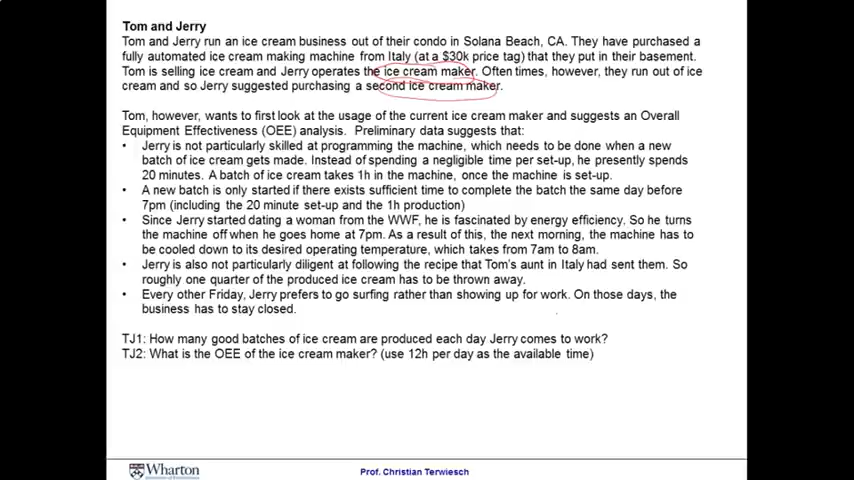 Tom and Jerry
Tom and Jerry run an ice cream business out of their condo in Solana Beach, CA. They have purchased a
fully automated ice cream making machine from Italy (at a $30k price tag) that they put in their basement.
Tom is selling ice cream and Jerry operates the ice cream maker. Often times, however, they run out of ice
cream and so Jerry suggested purchasing a second ice cream maker.
Tom, however, wants to first look at the usage of the current ice cream maker and suggests an Overall
Equipment Effectiveness (OEE) analysis. Preliminary data suggests that:
• Jerry is not particularly skilled at programming the machine, which needs to be done when a new
batch of ice cream gets made. Instead of spending a negligible time per set-up, he presently spends
20 minutes. A batch of ice cream takes 1h in the machine, once the machine is set-up.
• A new batch is only started if there exists sufficient time to complete the batch the same day before
7pm (including the 20 minute set-up and the 1h production)
• Since Jerry started dating a woman from the WWF, he is fascinated by energy efficiency. So he turns
the machine off when he goes home at 7pm. As a result of this, the next morning, the machine has to
be cooled down to its desired operating temperature, which takes from 7am to 8am.
• Jerry is also not particularly diligent at following the recipe that Tom's aunt in Italy had sent them. So
roughly one quarter of the produced ice cream has to be thrown away.
• Every other Friday, Jerry prefers to go surfing rather than showing up for work. On those days, the
business has to stay closed.
TJ1: How many good batches of ice cream are produced each day Jerry comes to work?
TJ2: What is the OEE of the ice cream maker? (use 12h per day as the available time)
Wharton
Prof. Christian Terwiesch